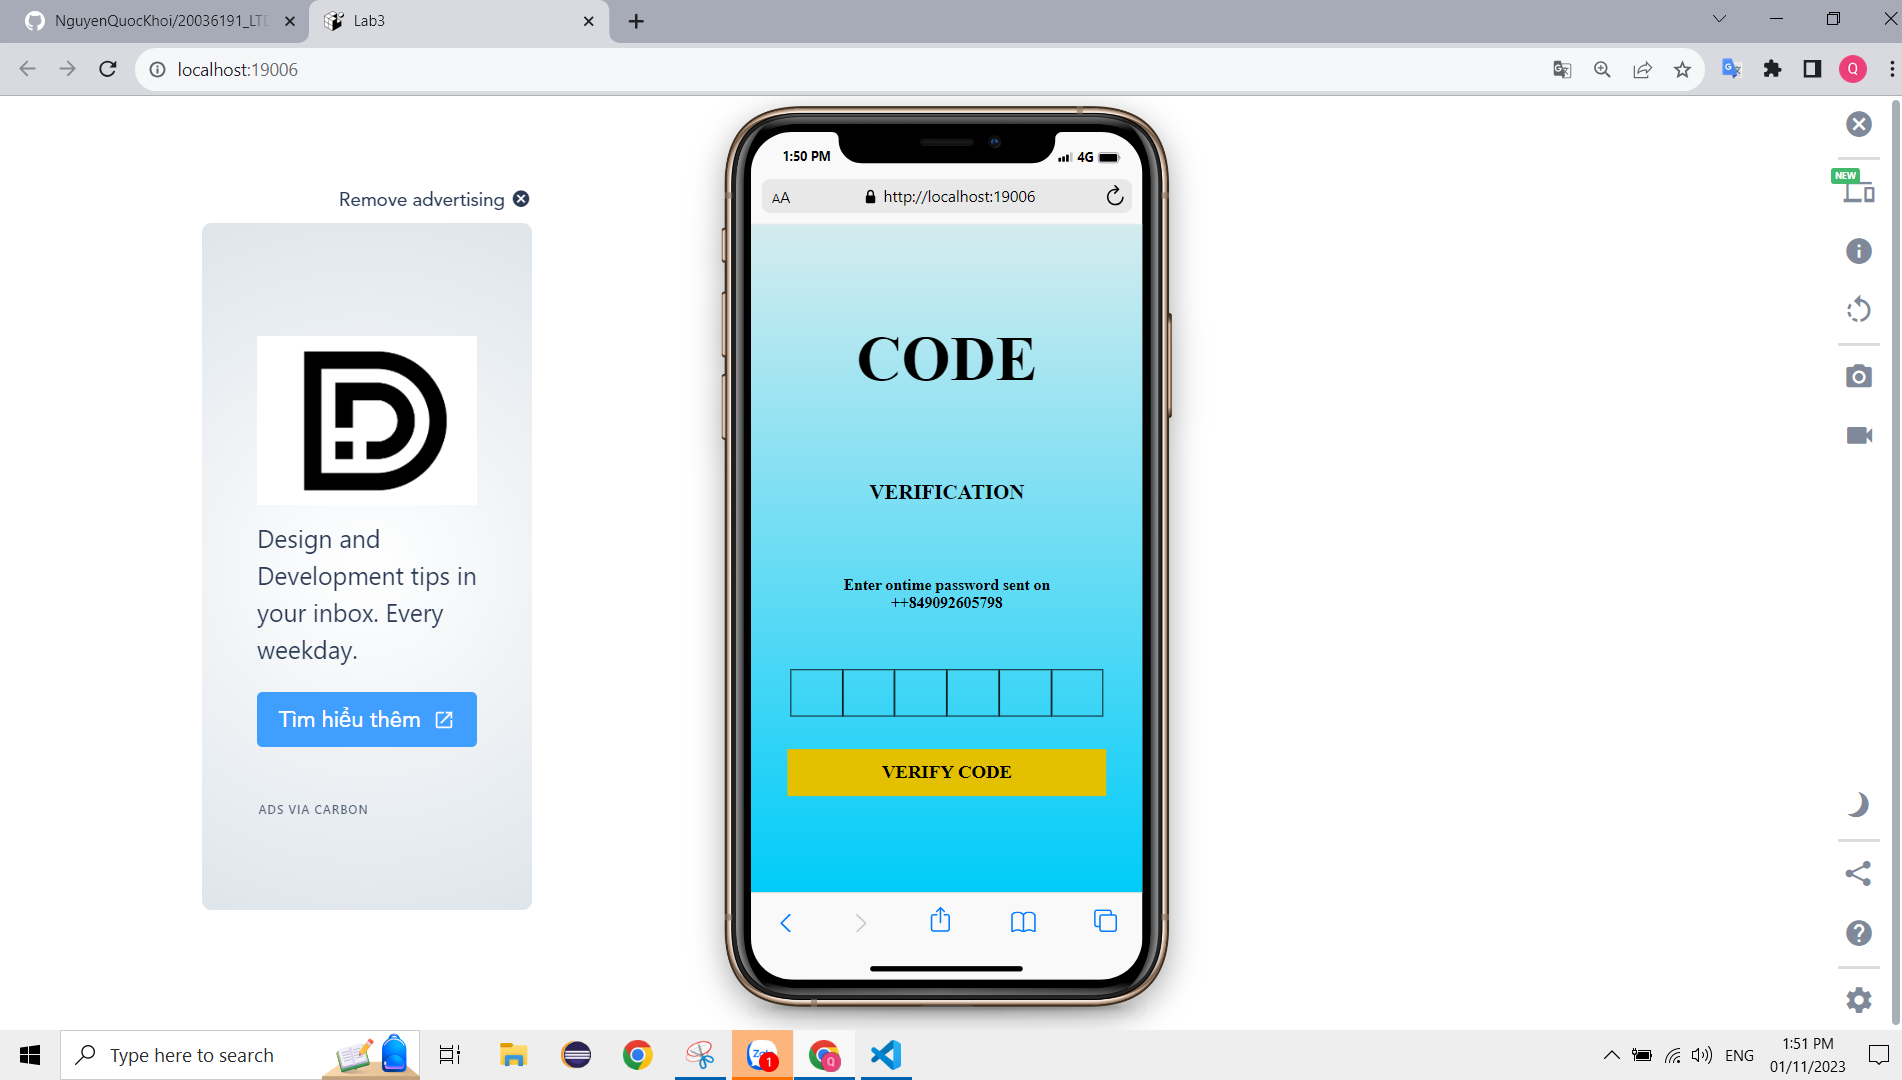 NguyenQuocKhoi/20036191_LTD
Lab3
localhost:19006
Q
Remove advertising
Design and
Development tips in
your inbox. Every
weekday.
Tìm hiểu thêm
ADS VIA CARBON
1:50 PM
4G
AA
http://localhost:19006
CODE
VERIFICATION
Enter ontime password sent on
++849092605798
VERIFY CODE
NEW
Type here to search
1
Q
ENG
1:51 PM
01/11/2023